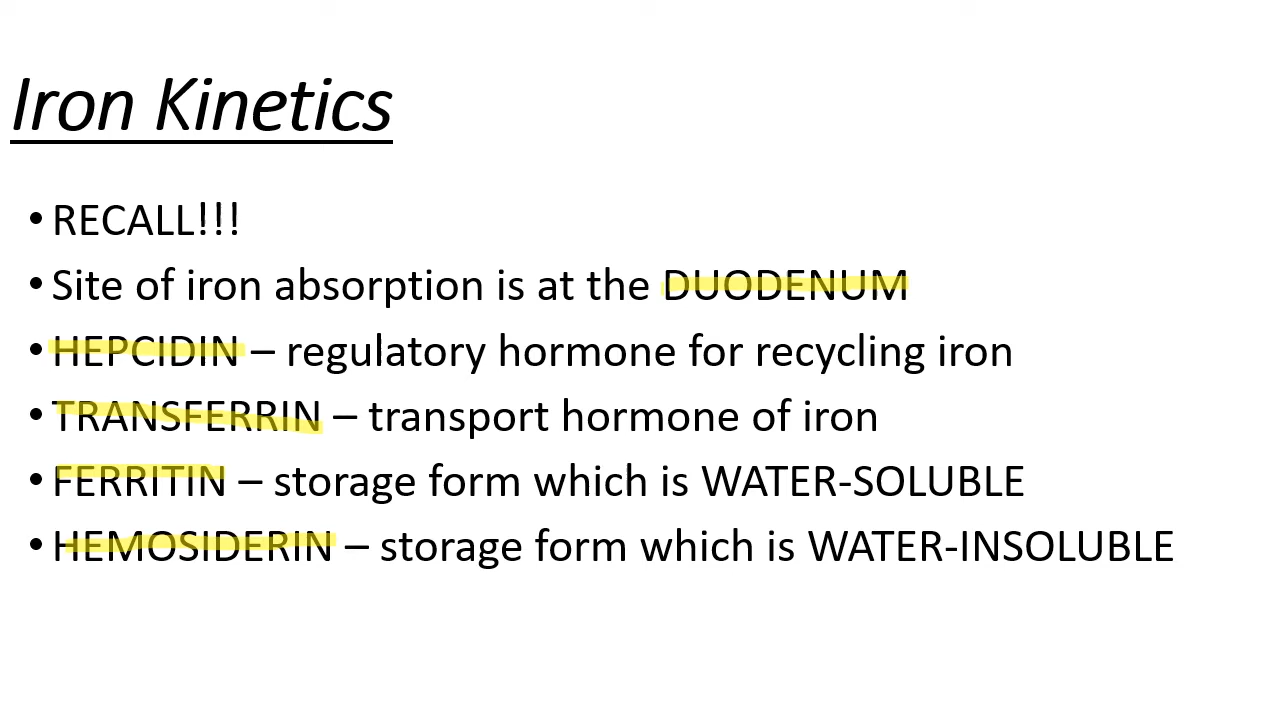 Iron Kinetics
• RECALL!!!
• Site of iron absorption is at the DUODENUM
• HEPCIDIN – regulatory hormone for recycling iron
• TRANSFERRIN – transport hormone of iron
• FERRITIN – storage form which is WATER-SOLUBLE
• HEMOSIDERIN – storage form which is WATER-INSOLUBLE